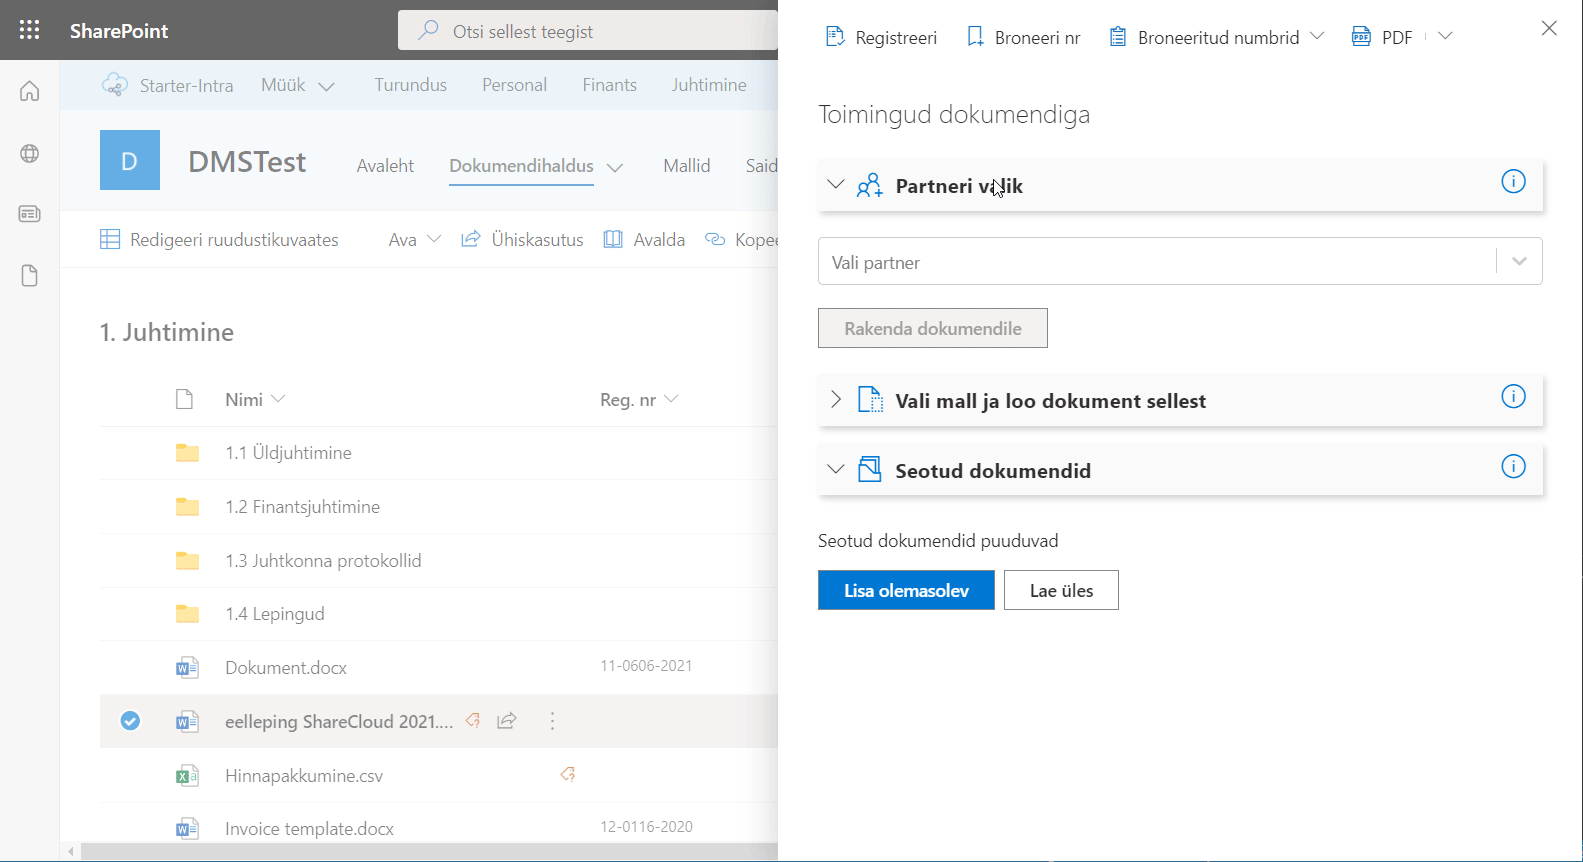 SharePoint
Otsi sellest teegist
Starter-Intra
Müük
Turundus
Personal
Finants
Juhtimine
D
DMSTest
Avaleht
Dokumendihaldus
Mallid
Said
Redigeeri ruudustikuvaates
Ava
Ühiskasutus
Avalda
Kopee
1. Juhtimine
Nimi
Reg. nr
1.1 Üldjuhtimine
1.2 Finantsjuhtimine
1.3 Juhtkonna protokollid
1.4 Lepingud
Dokument.docx
11-0606-2021
eelleping ShareCloud 2021....
Hinnapakkumine.csv
Invoice template.docx
12-0116-2020
Registreeri
Broneeri nr
Broneeritud numbrid
PDF
Toimingud dokumendiga
Partneri valik
Vali partner
Rakenda dokumendile
Vali mall ja loo dokument sellest
Seotud dokumendid
Seotud dokumendid puuduvad
Lisa olemasolev
Lae üles